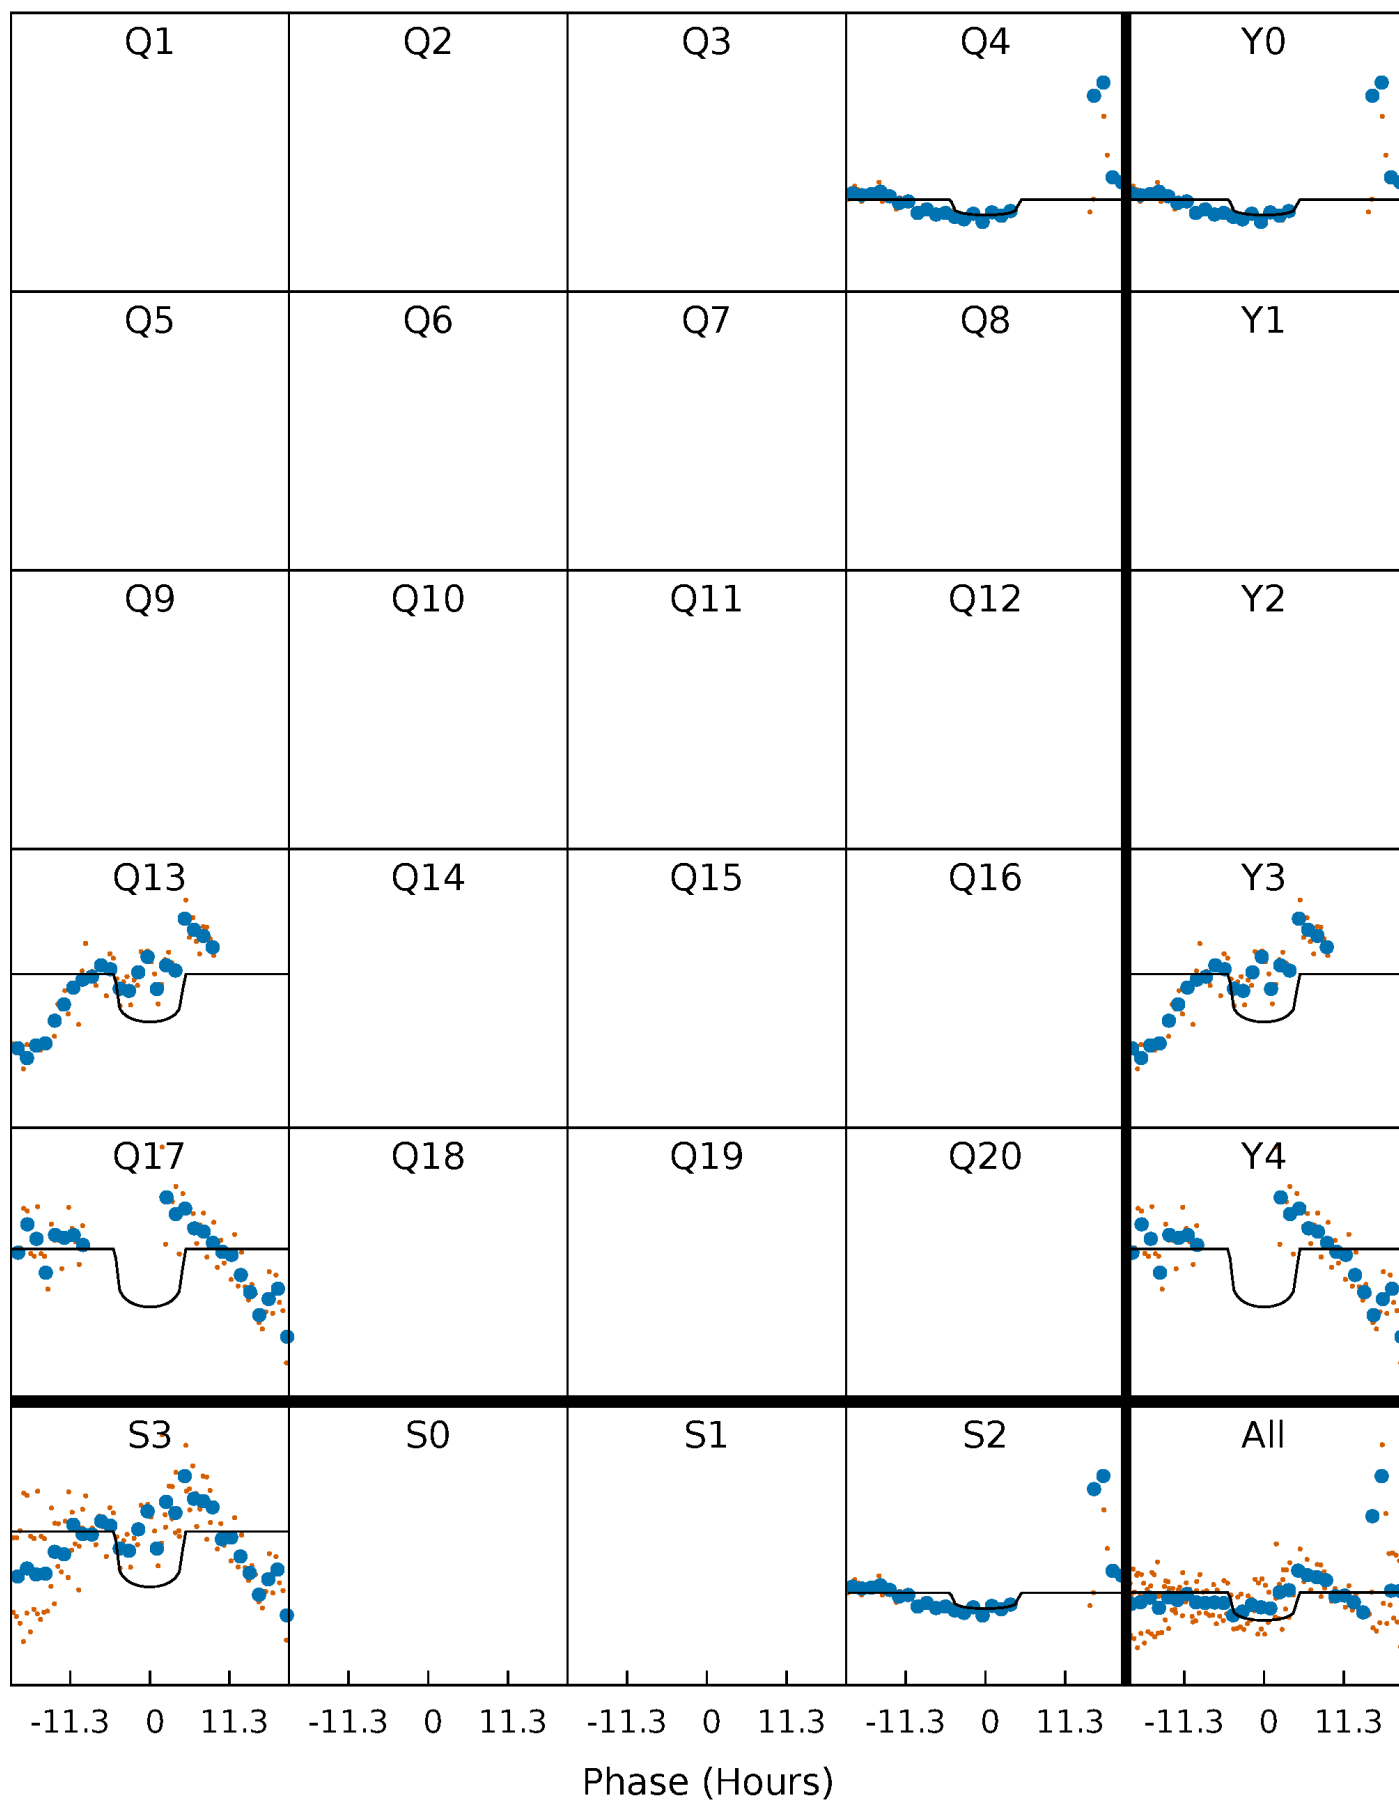 Q1 Q2 Q3 Q4 Y0
Q5 Q6 Q7 Q8 Y1
Q9 Q10 Q11 Q12 Y2
Q13 Q14 Q15 Q16 Y3
Q17 Q18 Q19 Q20 Y4
S3 S0 S1 S2 All
-11.3 0 11.3 -11.3 0 11.3 -11.3 0 11.3 -11.3 0 11.3 -11.3 0 11.3
Phase (Hours)